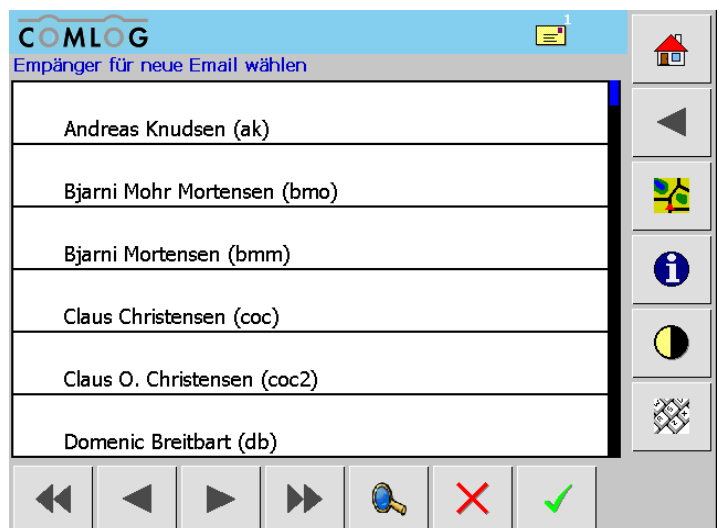 COMLOG
1
Empänger für neue Email wählen
Andreas Knudsen (ak)
Bjarni Mohr Mortensen (bmo)
Bjarni Mortensen (bmm)
Claus Christensen (coc)
Claus O. Christensen (coc2)
Domenic Breitbart (db)